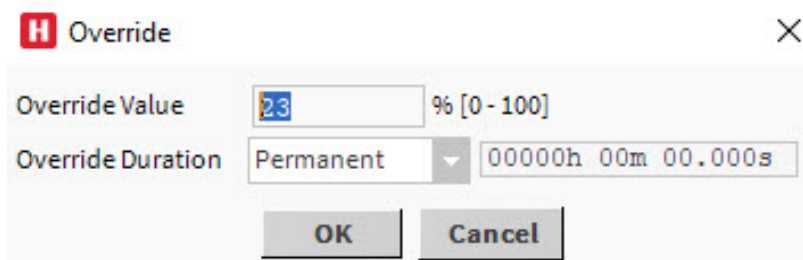 H Override
Override Value 23 % [0 - 100]
Override Duration Permanent 00000h 00m 00.000s
OK Cancel